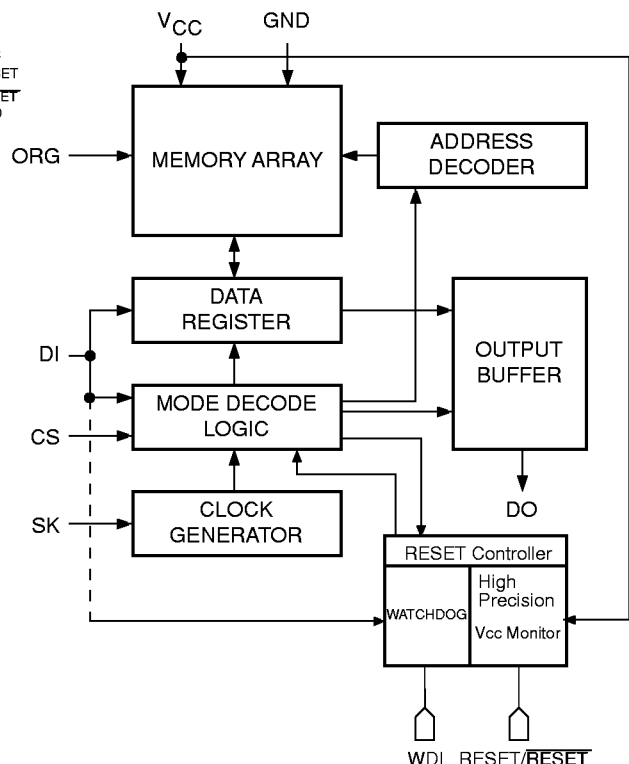 VCC
GND
ORG
MEMORY ARRAY
ADDRESS
DECODER
DATA
REGISTER
DI
OUTPUT
BUFFER
MODE DECODE
LOGIC
CS
DO
CLOCK
GENERATOR
SK
RESET Controller
WATCHDOG
High
Precision
Vcc Monitor
WDI
RESET/RESET